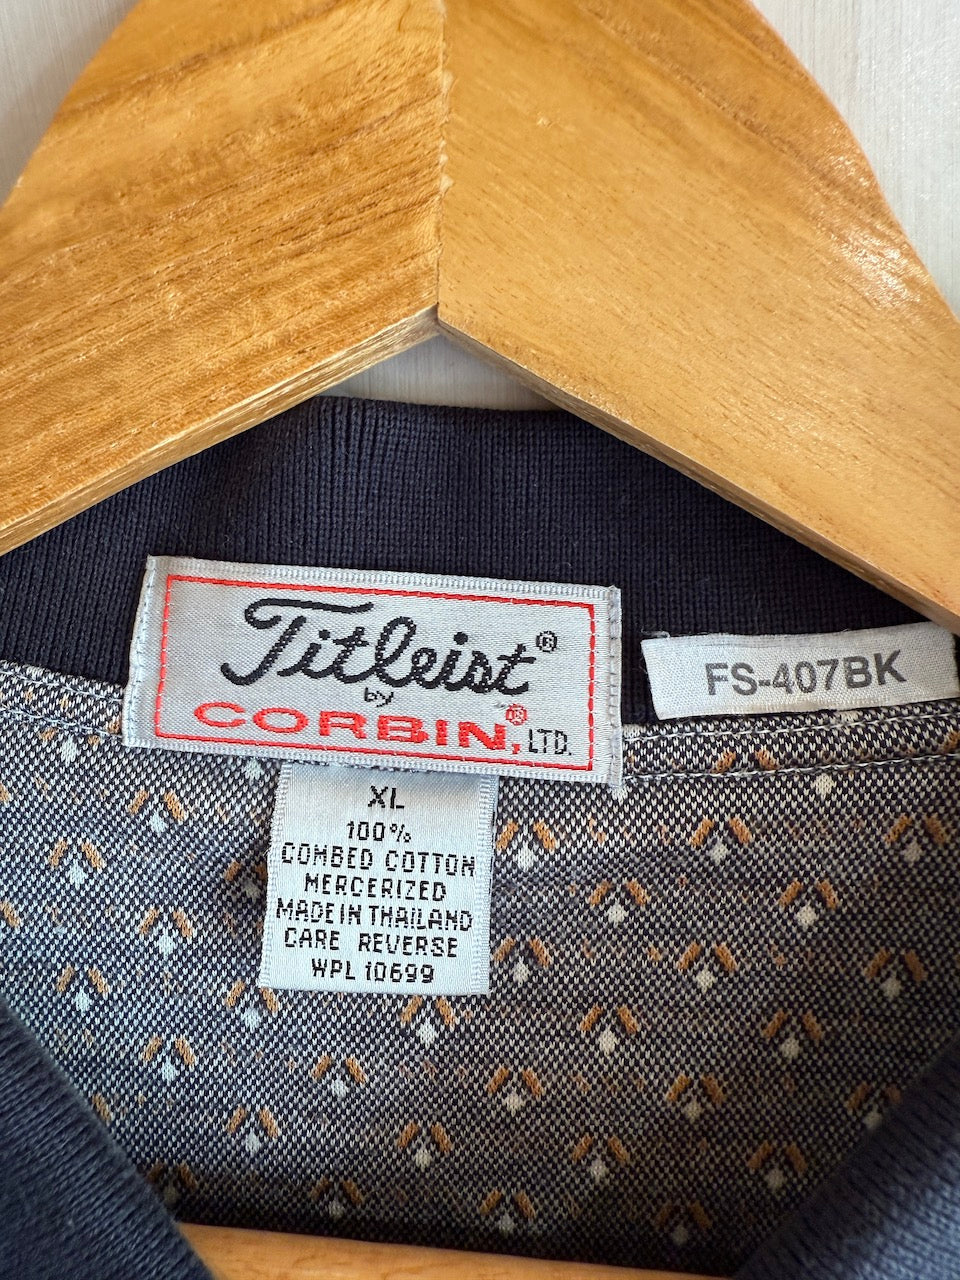 Titleist®
by
CORBIN®, LTD.
FS-407BK
XL
100%
COMBED COTTON
MERCERIZED
MADE IN THAILAND
CARE REVERSE
WPL 10699